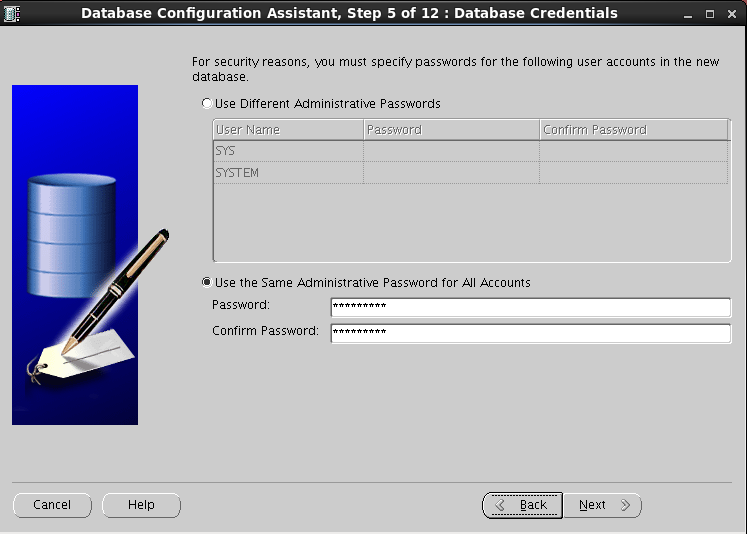 Database Configuration Assistant, Step 5 of 12 : Database Credentials
For security reasons, you must specify passwords for the following user accounts in the new
database.
Use Different Administrative Passwords
User Name Password Confirm Password
SYS
SYSTEM
Use the Same Administrative Password for All Accounts
Password: *********
Confirm Password: *********
Cancel Help Back Next